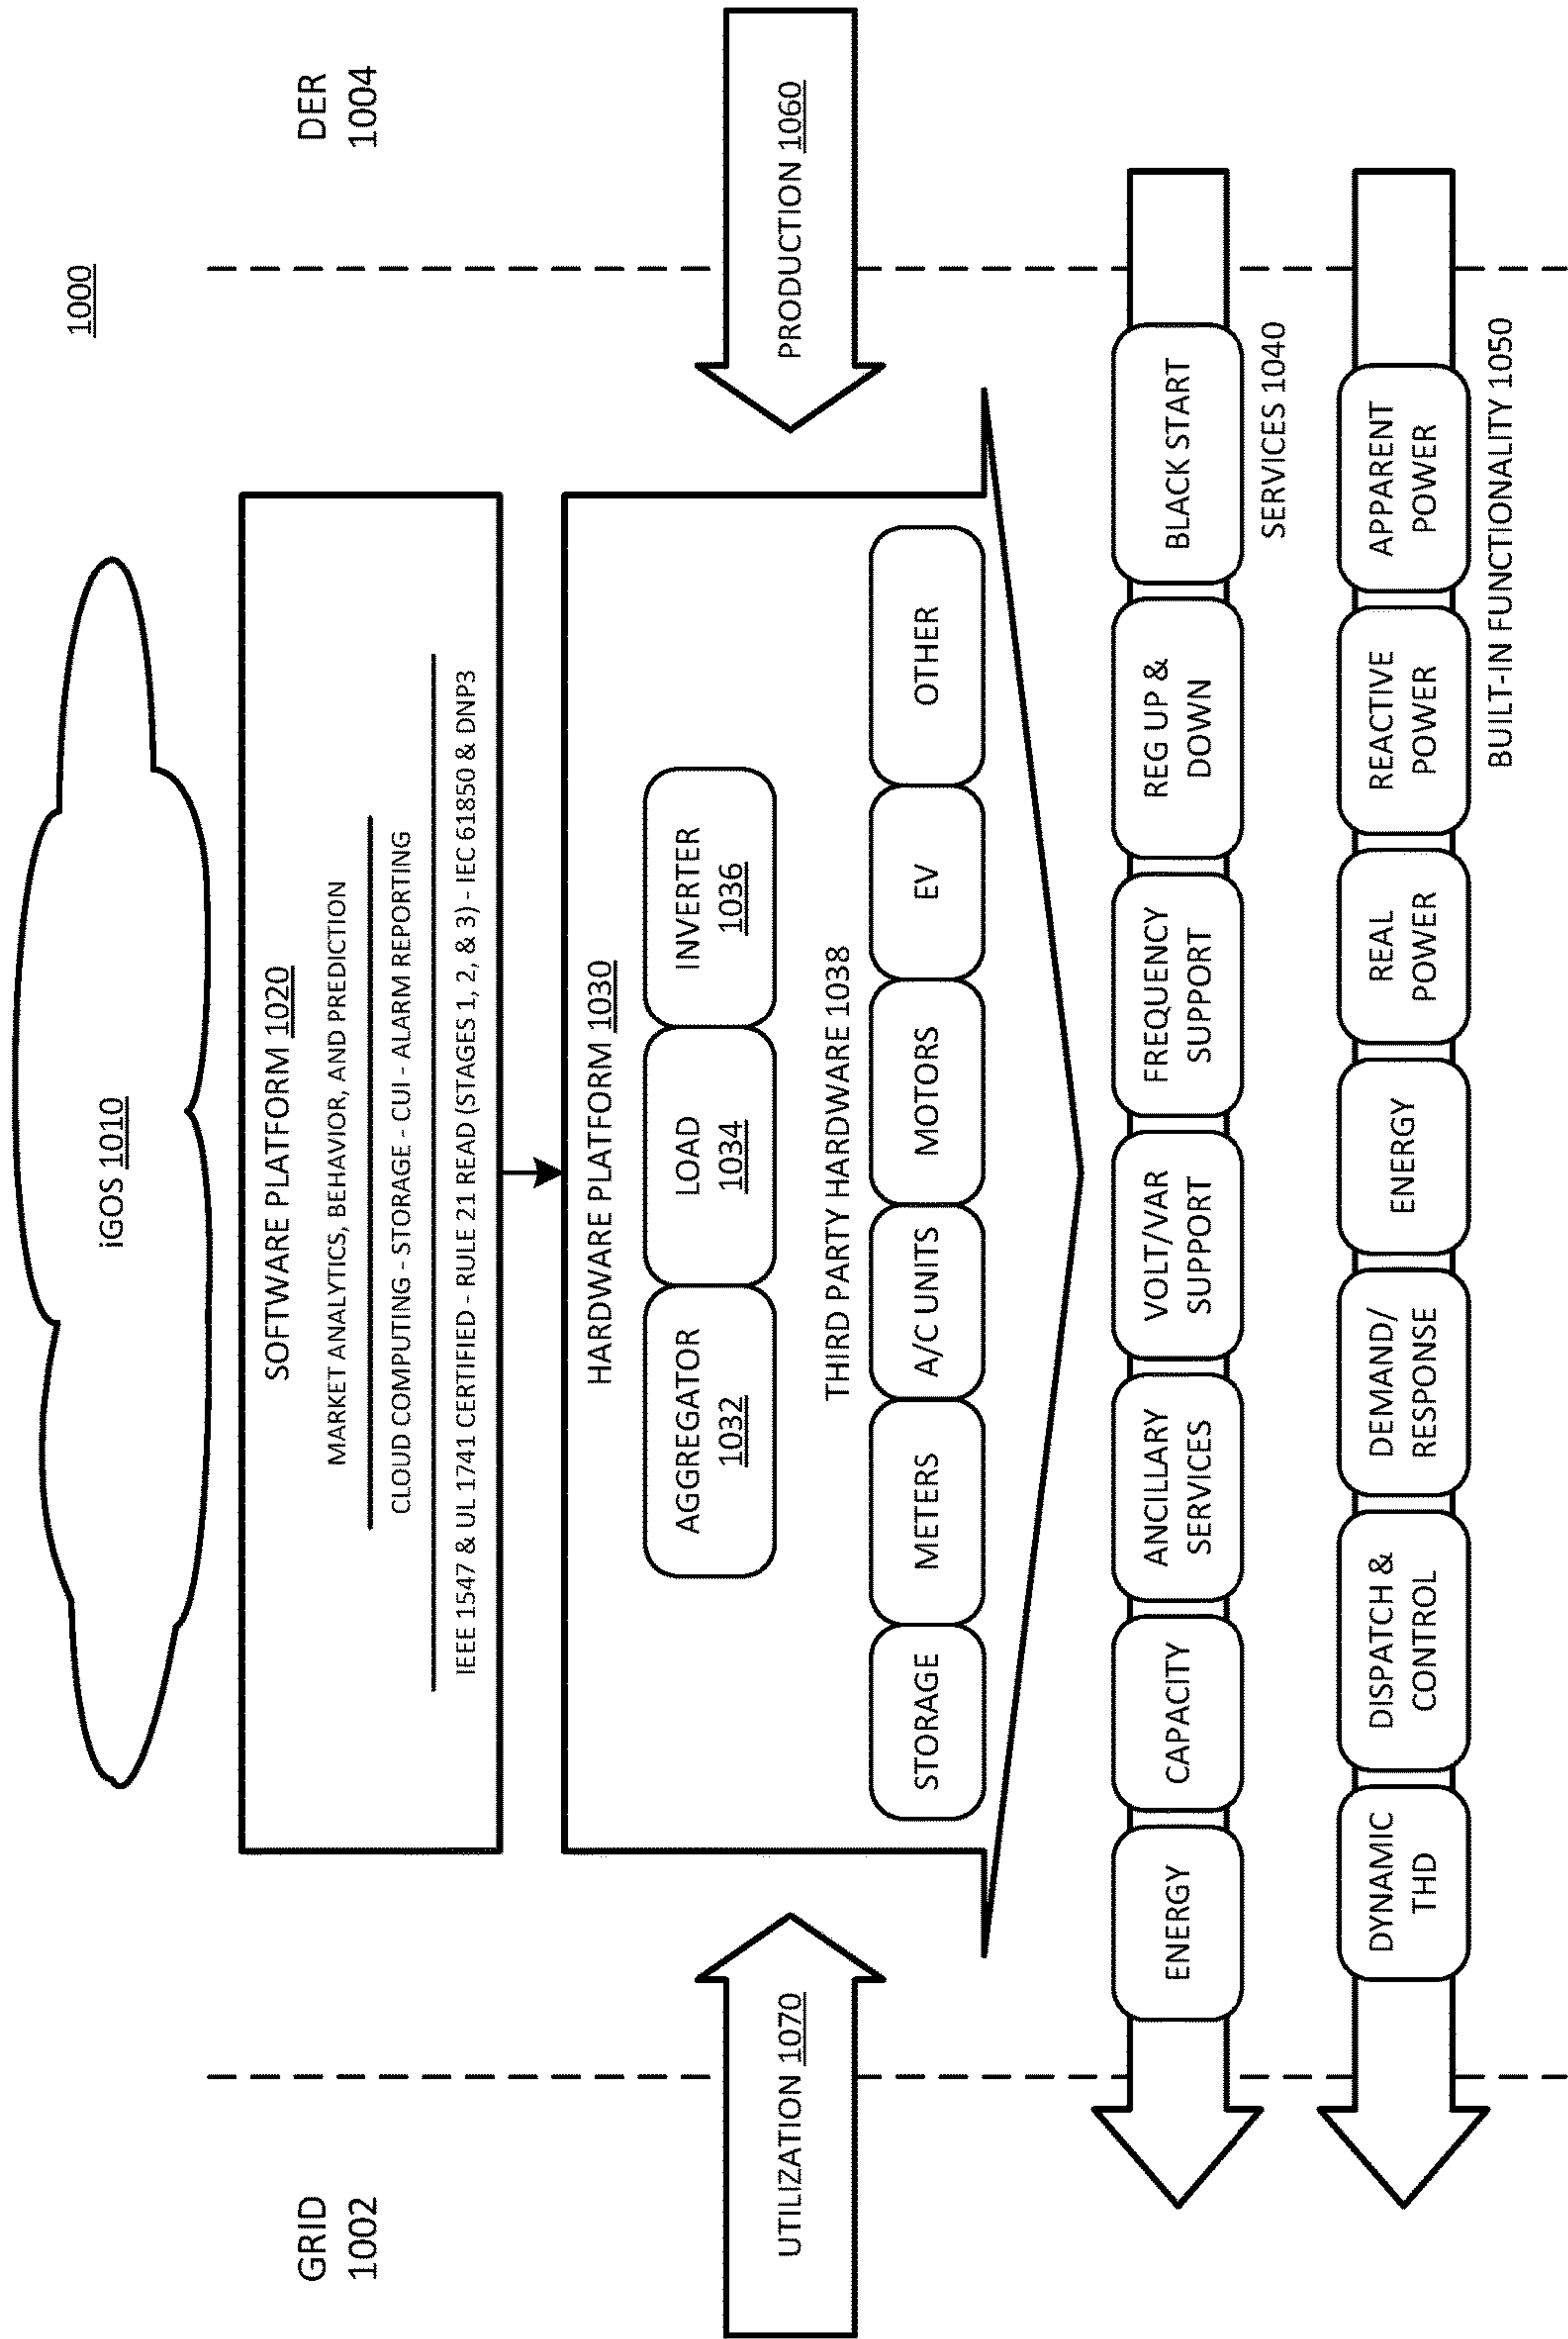 1000
iGOS 1010
GRID
1002
DER
1004
SOFTWARE PLATFORM 1020
MARKET ANALYTICS, BEHAVIOR, AND PREDICTION
CLOUD COMPUTING - STORAGE - CUI - ALARM REPORTING
IEEE 1547 & UL 1741 CERTIFIED - RULE 21 READ (STAGES 1, 2, & 3) - IEC 61850 & DNP3
HARDWARE PLATFORM 1030
AGGREGATOR
1032
LOAD
1034
INVERTER
1036
UTILIZATION 1070
PRODUCTION 1060
THIRD PARTY HARDWARE 1038
STORAGE
METERS
A/C UNITS
MOTORS
EV
OTHER
ENERGY
CAPACITY
ANCILLARY
SERVICES
VOLT/VAR
SUPPORT
FREQUENCY
SUPPORT
REG UP &
DOWN
BLACK START
SERVICES 1040
DYNAMIC
THD
DISPATCH &
CONTROL
DEMAND/
RESPONSE
ENERGY
REAL
POWER
REACTIVE
POWER
APPARENT
POWER
BUILT-IN FUNCTIONALITY 1050